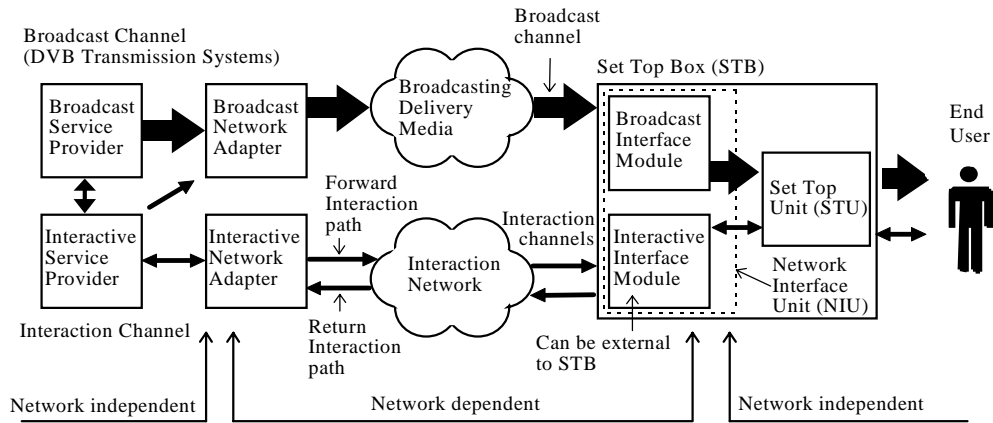 Broadcast Channel
(DVB Transmission Systems)
Broadcast
channel
Set Top Box (STB)
Broadcast
Service
Provider
Broadcast
Network
Adapter
Broadcasting
Delivery
Media
Broadcast
Interface
Module
End
User
Set Top
Unit (STU)
Forward
Interaction
path
Interaction
channels
Interactive
Service
Provider
Interactive
Network
Adapter
Interaction
Network
Interactive
Interface
Module
Network
Interface
Unit (NIU)
Interaction Channel
Return
Interaction
path
Can be external
to STB
Network independent
Network dependent
Network independent